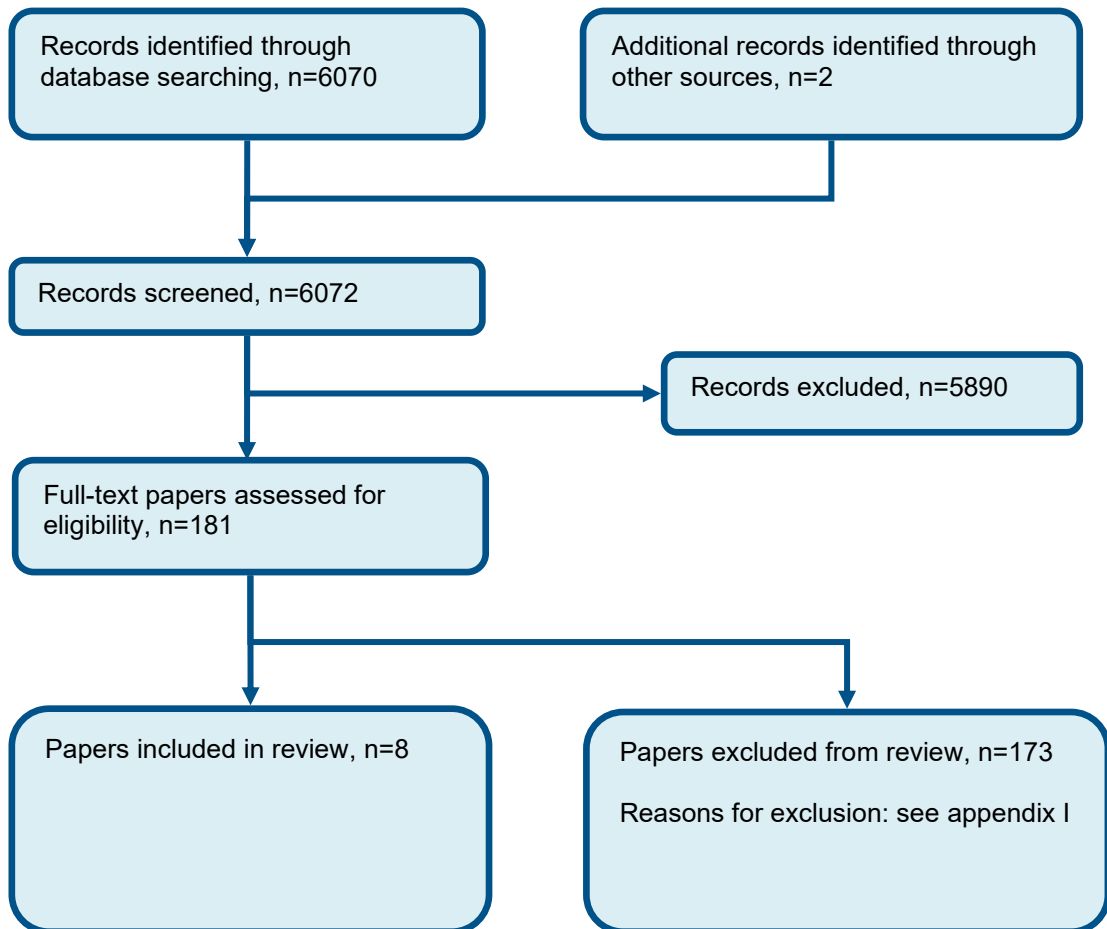 Records identified through
database searching, n=6070
Additional records identified through
other sources, n=2
Records screened, n=6072
Records excluded, n=5890
Full-text papers assessed for
eligibility, n=181
Papers included in review, n=8
Papers excluded from review, n=173
Reasons for exclusion: see appendix I